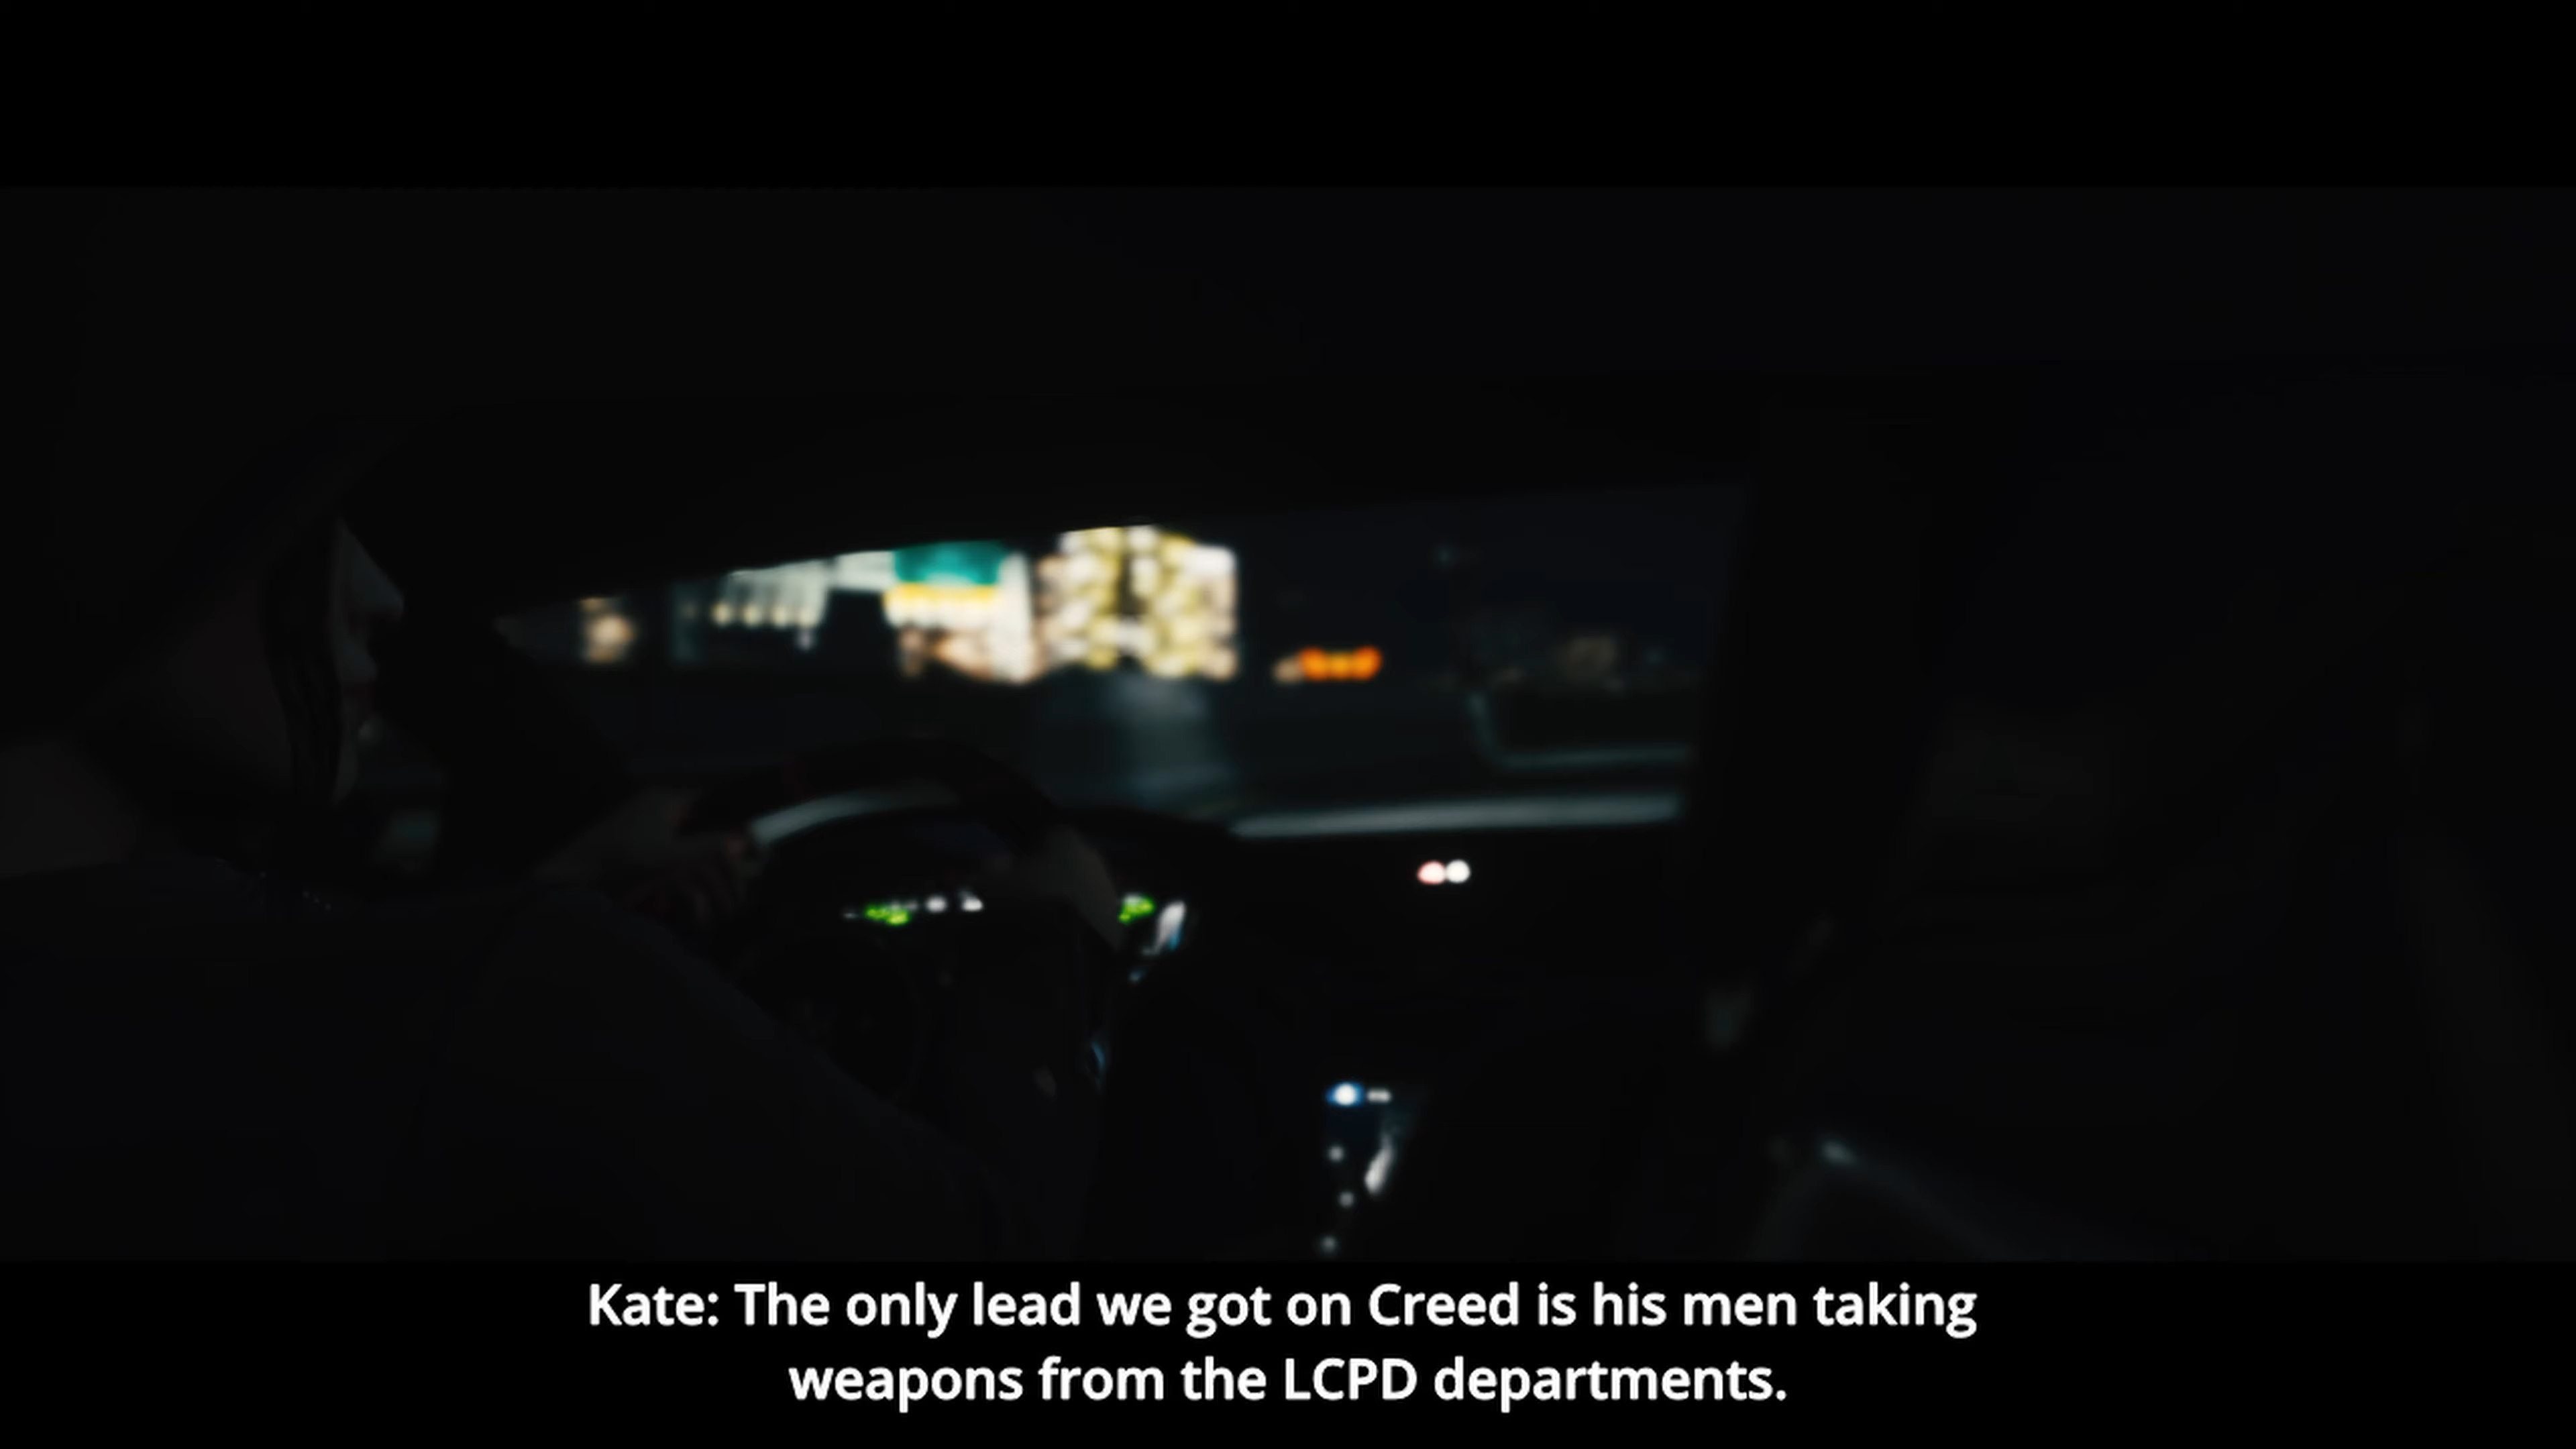 Kate: The only lead we got on Creed is his men taking
weapons from the LCPD departments.